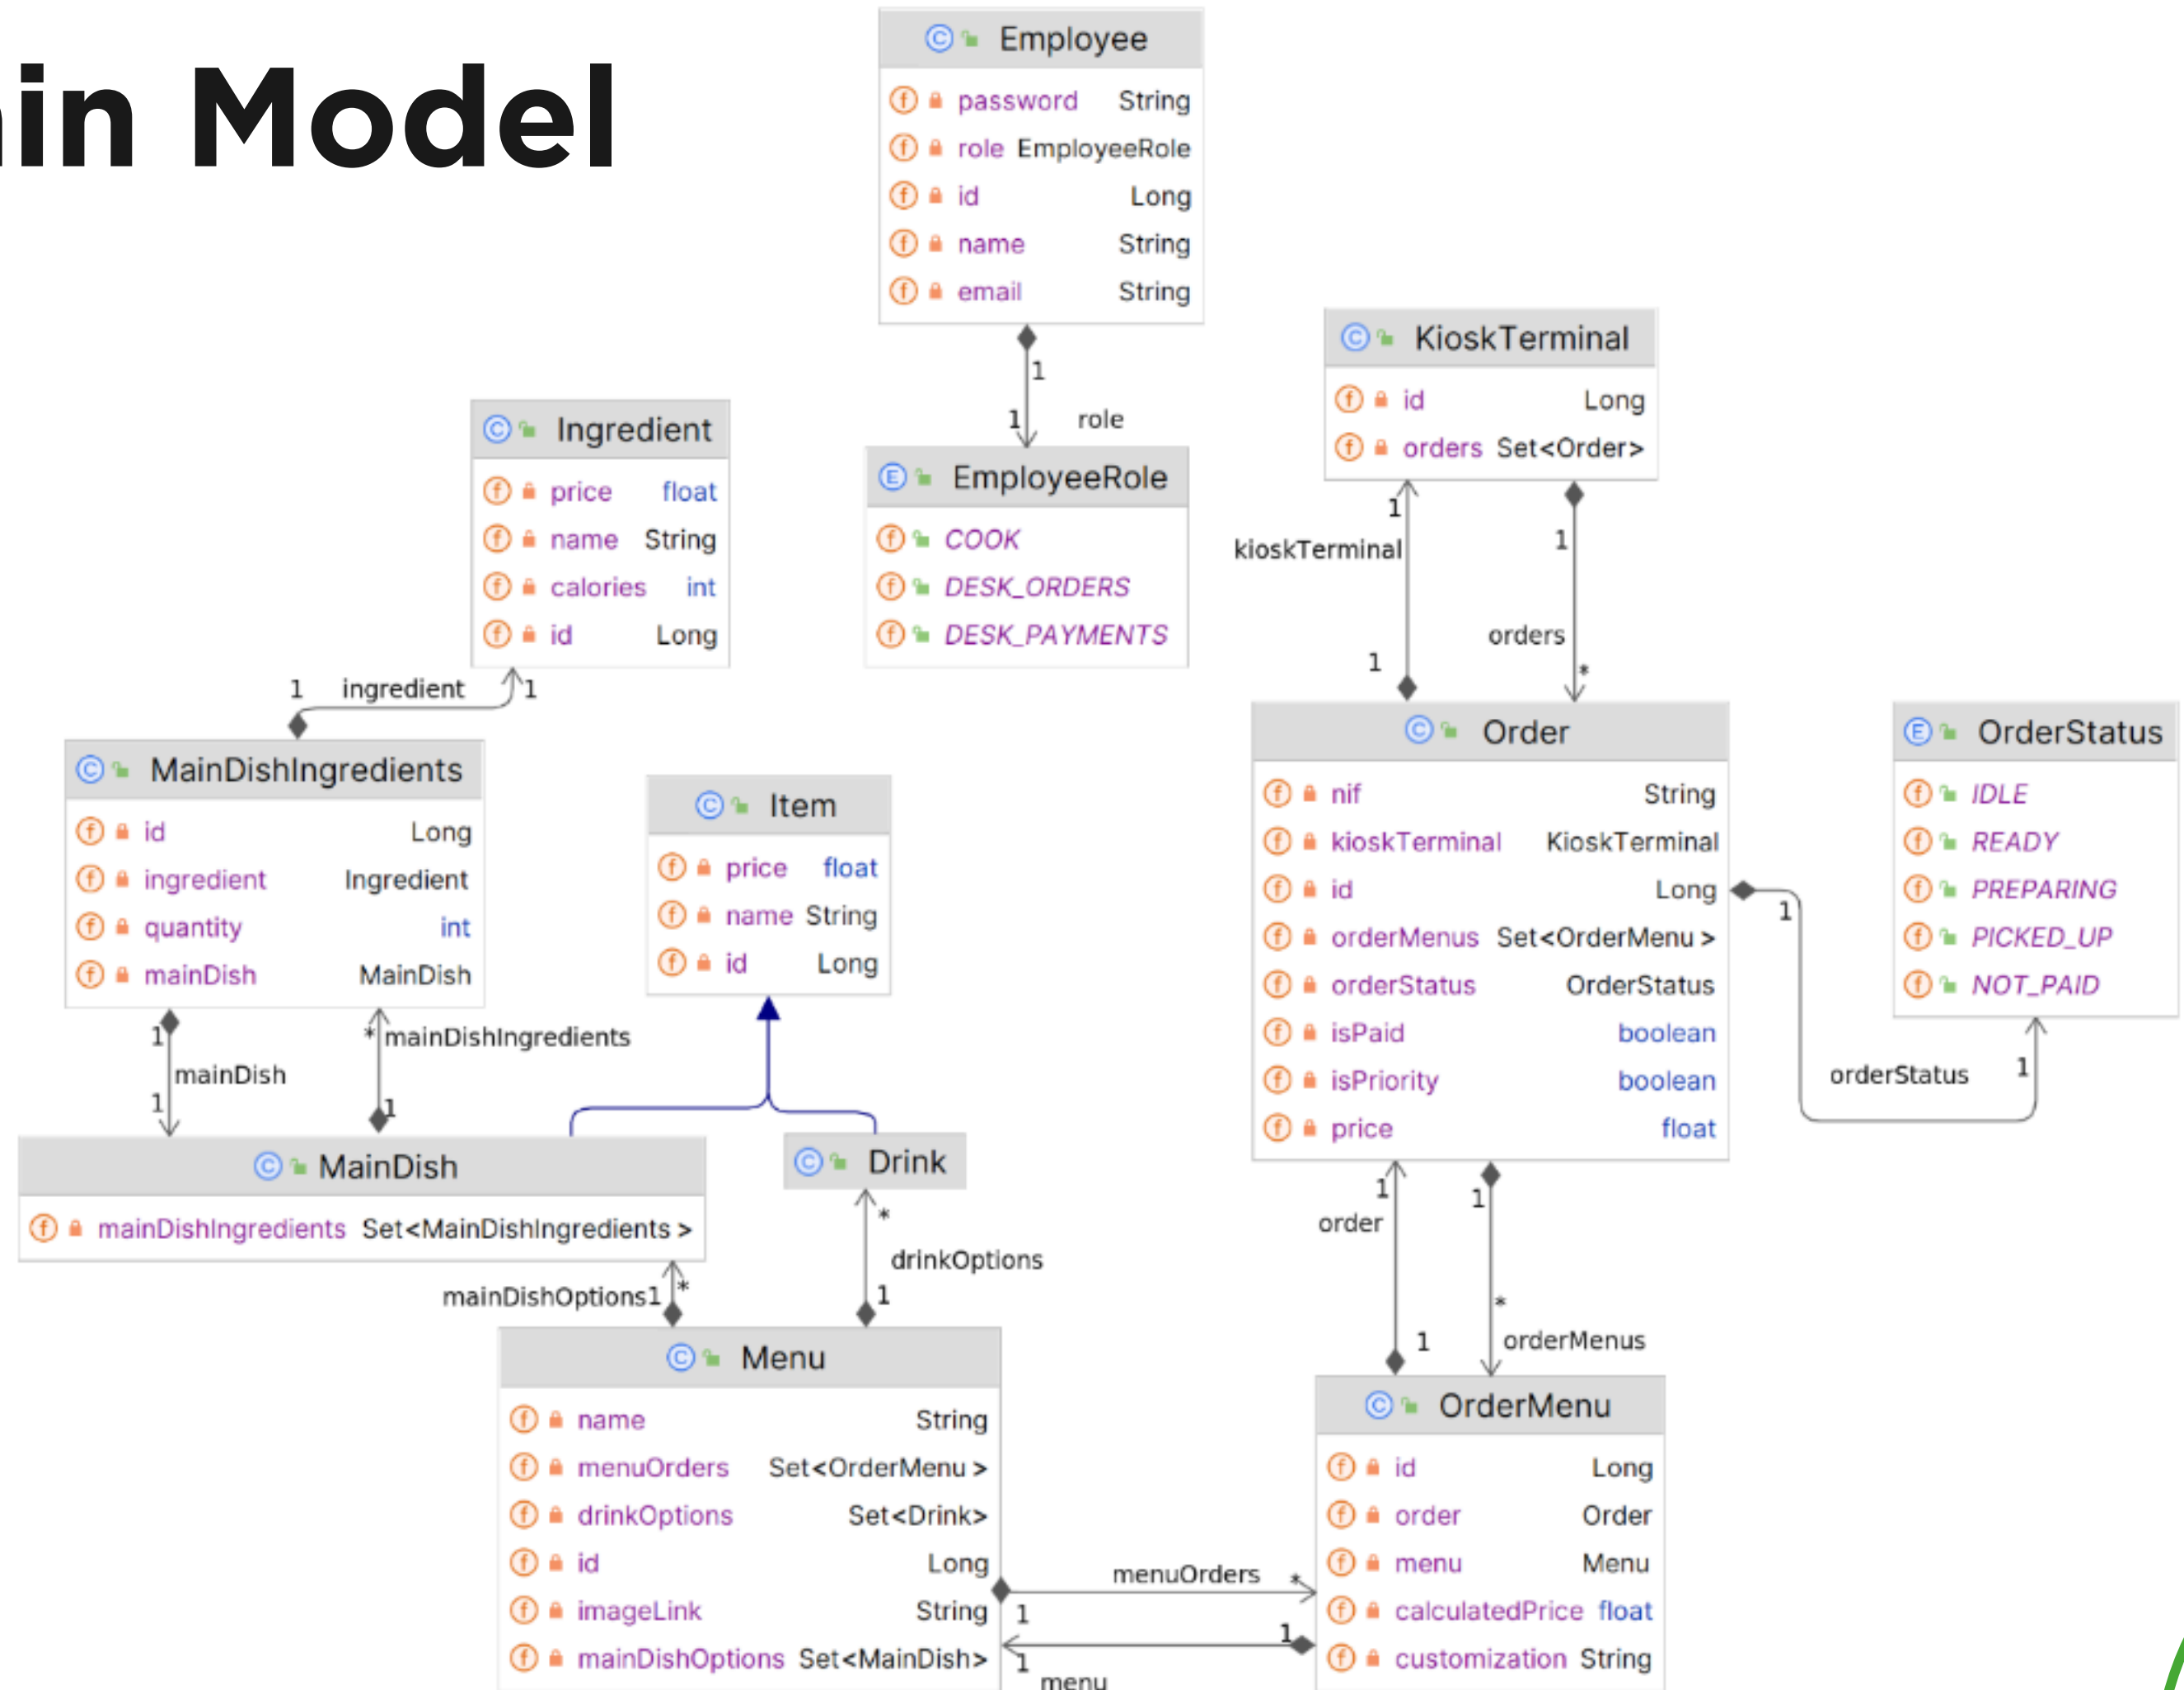 in Model
Employee
password String
role EmployeeRole
id Long
name String
email String
1
1 role
EmployeeRole
COOK
DESK_ORDERS
DESK_PAYMENTS
KioskTerminal
id Long
orders Set<Order>
1
kioskTerminal
1
1
orders
*
Ingredient
price float
name String
calories int
id Long
1 ingredient 1
MainDishIngredients
id Long
ingredient Ingredient
quantity int
mainDish MainDish
1
mainDish
1
* mainDishIngredients
1
Item
price float
name String
id Long
Order
nif String
kioskTerminal KioskTerminal
id Long
orderMenus Set<OrderMenu >
orderStatus OrderStatus
isPaid boolean
isPriority boolean
price float
OrderStatus
IDLE
READY
PREPARING
PICKED_UP
NOT_PAID
1
orderStatus 1
MainDish
mainDishIngredients Set<MainDishIngredients >
Drink
*
drinkOptions
1
mainDishOptions 1 *
1
order
1
1
*
orderMenus
Menu
name String
menuOrders Set<OrderMenu >
drinkOptions Set<Drink>
id Long
imageLink String
mainDishOptions Set<MainDish>
menuOrders *
1
1
1
menu
OrderMenu
id Long
order Order
menu Menu
calculatedPrice float
customization String